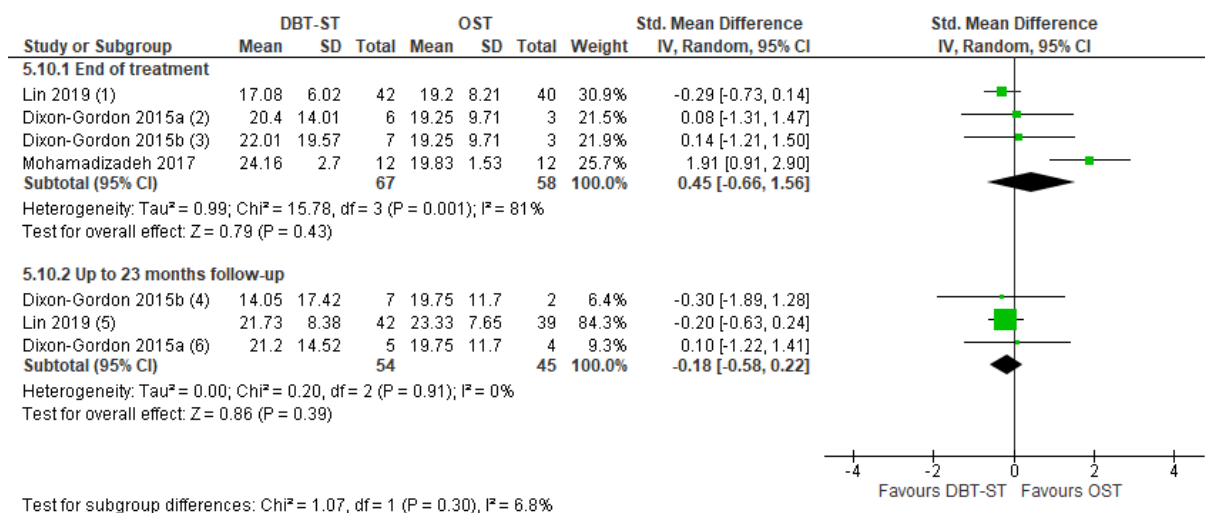 DBT-ST OST Std. Mean Difference Std. Mean Difference
Study or Subgroup Mean SD Total Mean SD Total Weight IV, Random, 95% CI IV, Random, 95% CI
5.10.1 End of treatment
Lin 2019 (1) 17.08 6.02 42 19.2 8.21 40 30.9% -0.29 [-0.73, 0.14]
Dixon-Gordon 2015a (2) 20.4 14.01 6 19.25 9.71 3 21.5% 0.08 [-1.31, 1.47]
Dixon-Gordon 2015b (3) 22.01 19.57 7 19.25 9.71 3 22.0% 0.14 [-1.21, 1.50]
Mohamadizadeh 2017 24.16 2.7 12 19.83 1.53 12 25.7% 1.91 [0.91, 2.90]
Subtotal (95% CI) 67 58 100.0% 0.45 [-0.66, 1.56]
Heterogeneity: Tau² = 0.99; Chi² = 15.78, df = 3 (P = 0.001); I² = 81%
Test for overall effect: Z = 0.79 (P = 0.43)
5.10.2 Up to 23 months follow-up
Dixon-Gordon 2015b (4) 14.05 17.42 7 19.75 11.7 2 6.4% -0.30 [-1.89, 1.28]
Lin 2019 (5) 21.73 8.38 42 23.33 7.65 39 84.3% -0.20 [-0.63, 0.24]
Dixon-Gordon 2015a (6) 21.2 14.52 5 19.75 11.7 4 9.3% 0.10 [-1.22, 1.41]
Subtotal (95% CI) 54 45 100.0% -0.18 [-0.58, 0.22]
Heterogeneity: Tau² = 0.00; Chi² = 0.20, df = 2 (P = 0.91); I² = 0%
Test for overall effect: Z = 0.86 (P = 0.39)
-4 -2 0 2 4
Favours DBT-ST Favours OST
Test for subgroup differences: Chi² = 1.07, df = 1 (P = 0.30), I² = 6.8%